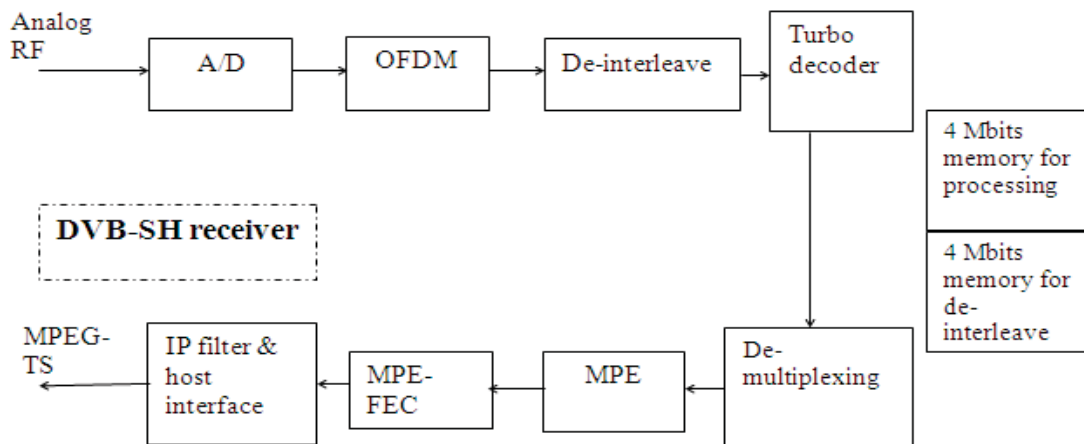 Analog
RF
A/D
OFDM
De-interleave
Turbo
decoder
4 Mbits
memory for
processing
DVB-SH receiver
4 Mbits
memory for
de-
interleave
MPEG-
TS
IP filter &
host
interface
MPE-
FEC
MPE
De-
multiplexing